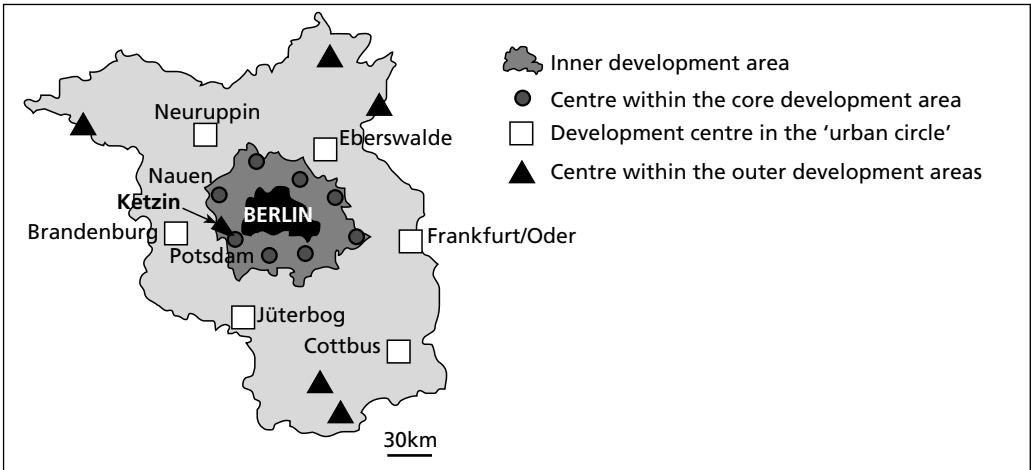 Neuruppin
Eberswalde
Nauen
Ketzin
BERLIN
Brandenburg
Potsdam
Frankfurt/Oder
Jüterbog
Cottbus
30km
Inner development area
Centre within the core development area
Development centre in the ‘urban circle’
Centre within the outer development areas